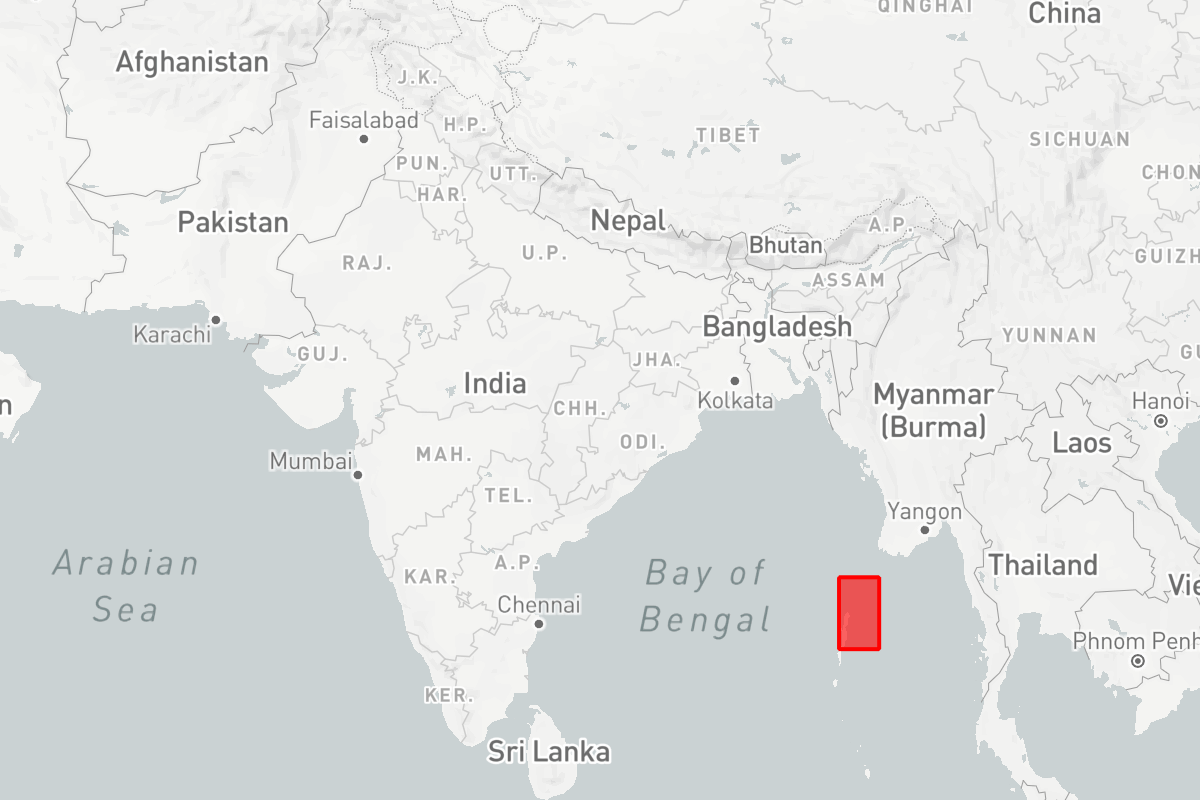 QINGHAI
China
Afghanistan
J.K.
Faisalabad
H.P.
TIBET
SICHUAN
PUN.
UTT.
CHON
HAR.
Pakistan
Nepal
A.P.
Bhutan
RAJ.
U.P.
ASSAM
GUIZH
Karachi
Bangladesh
YUNNAN
GUJ.
JHA.
GU
India
Kolkata
Myanmar
(Burma)
Hanoi
n
CHH.
ODI.
Laos
Mumbai
MAH.
TEL.
Yangon
Arabian
Sea
KAR.
A.P.
Bay of
Bengal
Thailand
Vie
Chennai
Phnom Penh
KER.
Sri Lanka